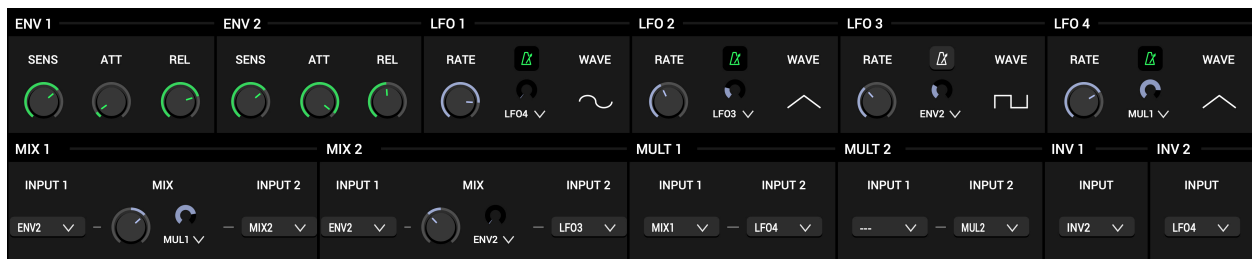 ENV 1 ENV 2 LFO 1 LFO 2 LFO 3 LFO 4
SENS ATT REL SENS ATT REL RATE WAVE RATE WAVE RATE WAVE RATE WAVE
LFO4 LFO3 ENV2 MUL1
MIX 1 MIX 2 MULT 1 MULT 2 INV 1 INV 2
INPUT 1 MIX INPUT 2 INPUT 1 MIX INPUT 2 INPUT 1 INPUT 2 INPUT 1 INPUT 2 INPUT INPUT
ENV2 – MUL1 – MIX2 ENV2 – ENV2 – LFO3 MIX1 – LFO4 --- – MUL2 INV2 LFO4